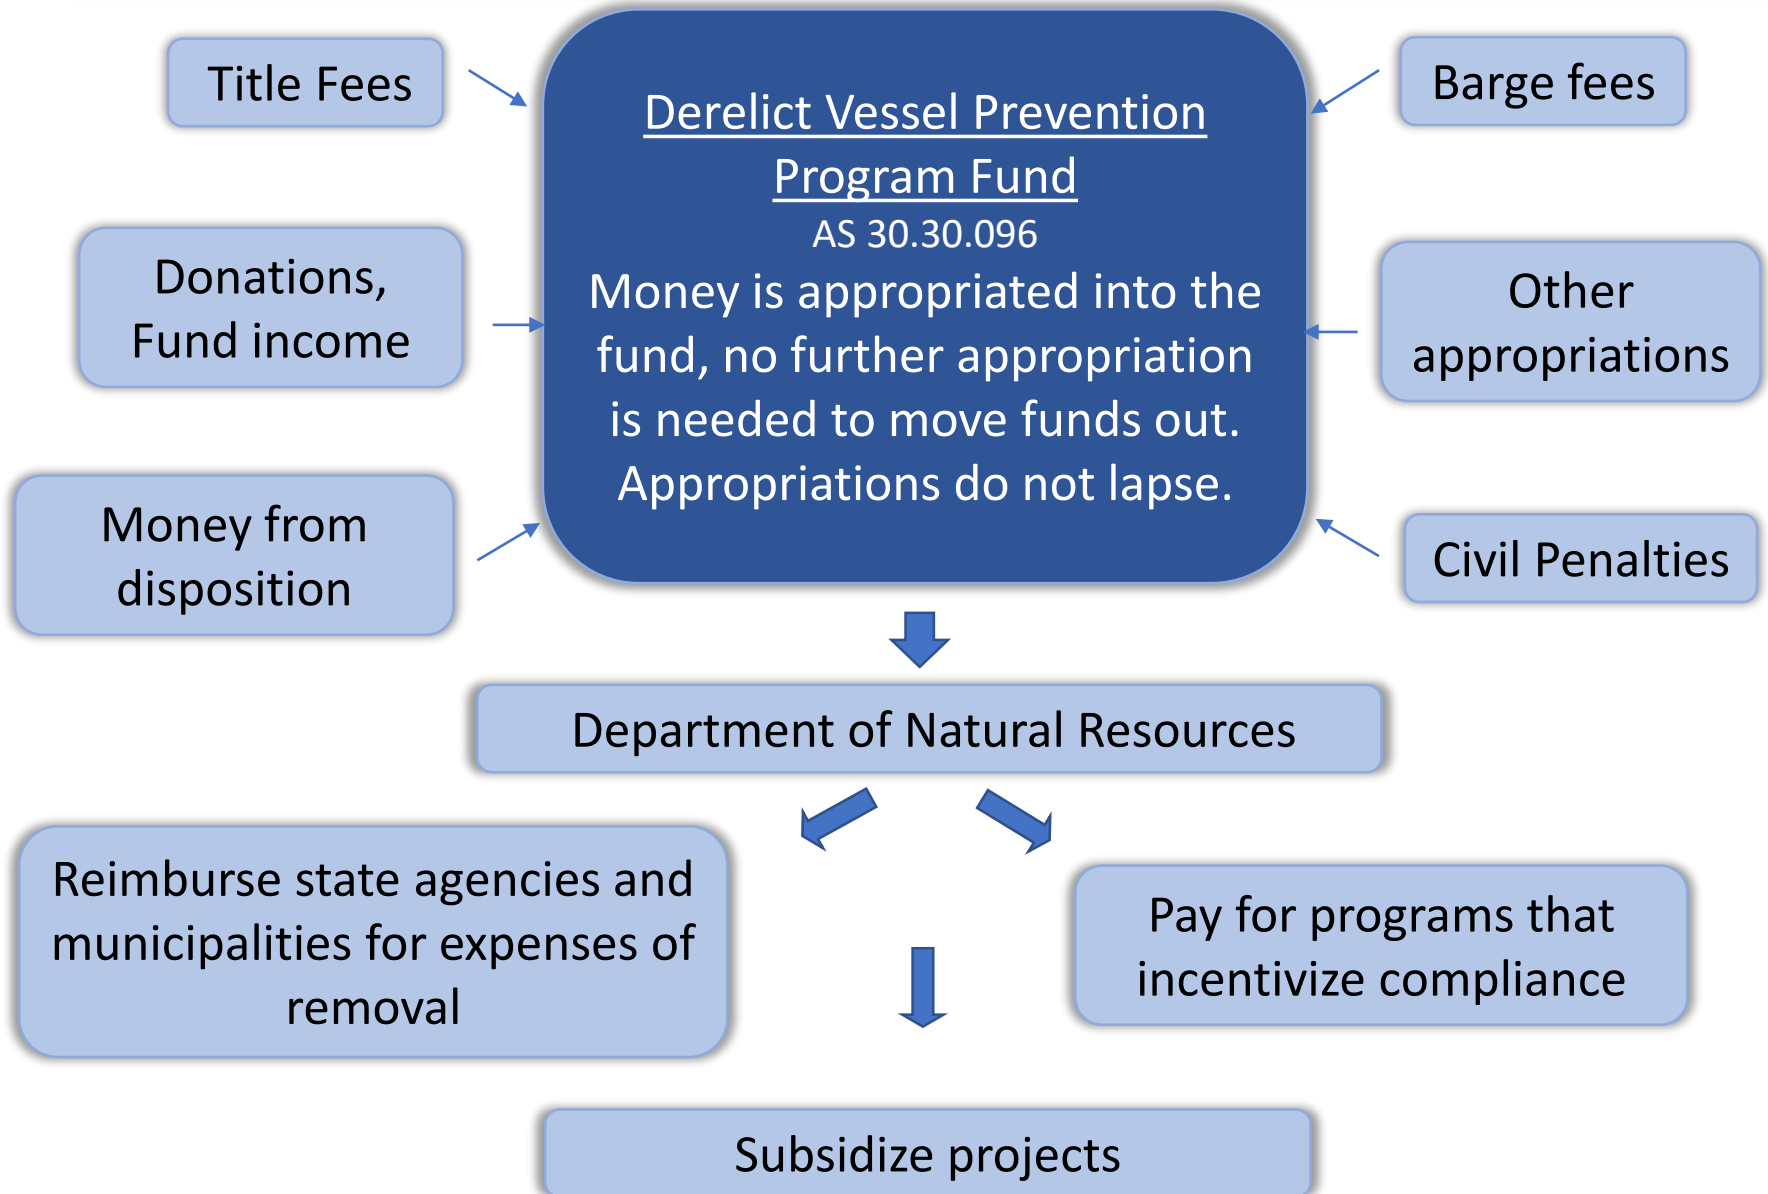 Title Fees
Barge fees
Derelict Vessel Prevention
Program Fund
AS 30.30.096
Money is appropriated into the
fund, no further appropriation
is needed to move funds out.
Appropriations do not lapse.
Donations,
Fund income
Other
appropriations
Money from
disposition
Civil Penalties
Department of Natural Resources
Reimburse state agencies and
municipalities for expenses of
removal
Pay for programs that
incentivize compliance
Subsidize projects